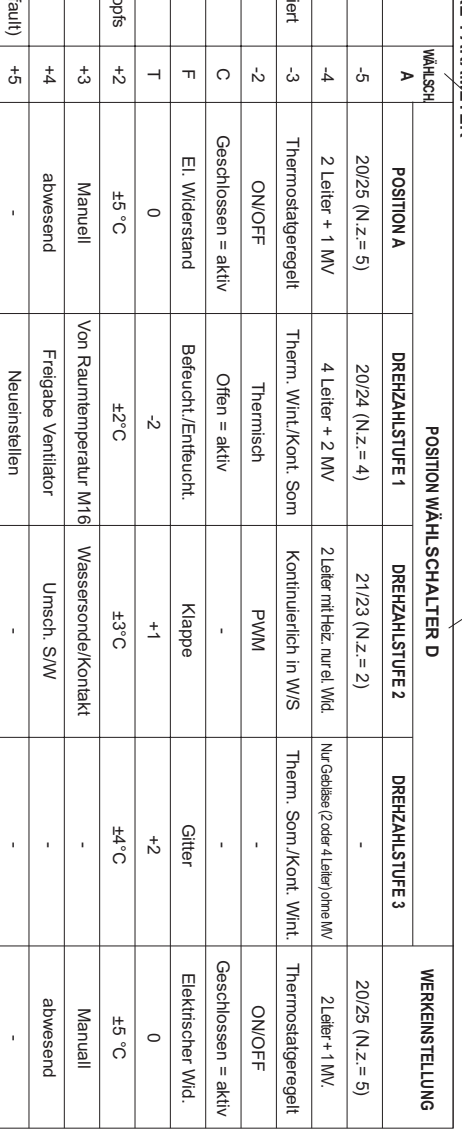 WÄHLSCH. A
POSITION WÄHLSCHALTER D
WERKEINSTELLUNG
POSITION A DREHZAHLSTUFE 1 DREHZAHLSTUFE 2 DREHZAHLSTUFE 3
-5 20/25 (N.z.= 5) 20/24 (N.z.= 4) 21/23 (N.z.= 2) - 20/25 (N.z.= 5)
-4 2 Leiter + 1 MV 4 Leiter + 2 MV 2 Leiter mit Heiz. nur el. Wid. Nur Gebläse (2 oder 4 Leiter) ohne MV 2 Leiter + 1 MV.
iert -3 Thermostatgeregelt Therm. Wint./Kont. Som Kontinuierlich in W/S Therm. Som./Kont. Wint. Thermostatgeregelt
-2 ON/OFF Thermisch PWM - ON/OFF
C Geschlossen = aktiv Offen = aktiv - - Geschlossen = aktiv
F El. Widerstand Befeucht./Entfeucht. Klappe Gitter Elektrischer Wid.
T 0 -2 +1 +2 0
opfs +2 ±5 °C ±2°C ±3°C ±4°C ±5 °C
+3 Manuell Von Raumtemperatur M16 Wassersonde/Kontakt - Manuall
+4 abwesend Freigabe Ventilator Umsch. S/W - abwesend
fault) +5 - Neueinstellen - - -